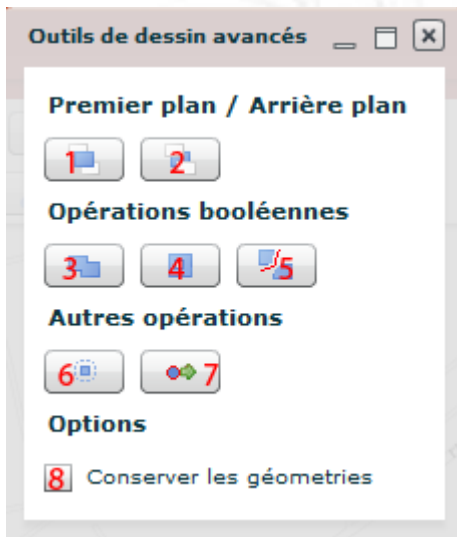 Outils de dessin avancés
Premier plan / Arrière plan
1 2
Opérations booléennes
3 4 5
Autres opérations
6 7
Options
8 Conserver les géometries